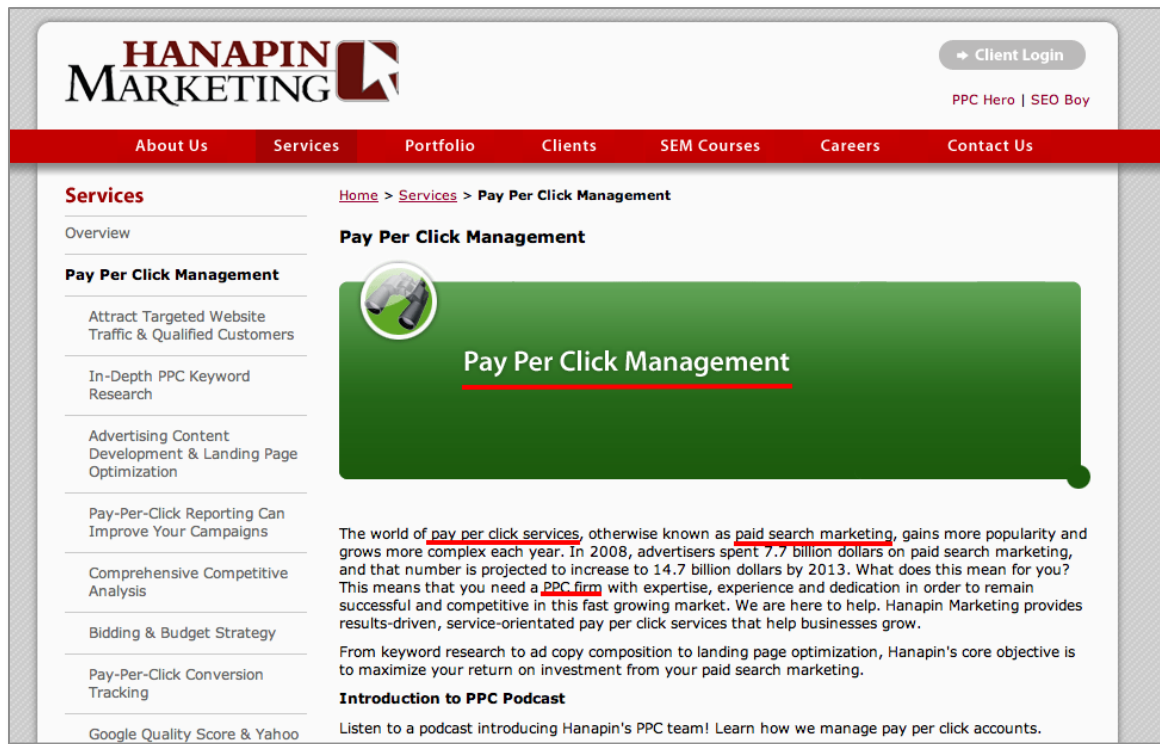 HANAPIN
MARKETING
Client Login
PPC Hero | SEO Boy
About Us Services Portfolio Clients SEM Courses Careers Contact Us
Services
Overview
Pay Per Click Management
Attract Targeted Website
Traffic & Qualified Customers
In-Depth PPC Keyword
Research
Advertising Content
Development & Landing Page
Optimization
Pay-Per-Click Reporting Can
Improve Your Campaigns
Comprehensive Competitive
Analysis
Bidding & Budget Strategy
Pay-Per-Click Conversion
Tracking
Google Quality Score & Yahoo
Home > Services > Pay Per Click Management
Pay Per Click Management
Pay Per Click Management
The world of pay per click services, otherwise known as paid search marketing, gains more popularity and
grows more complex each year. In 2008, advertisers spent 7.7 billion dollars on paid search marketing,
and that number is projected to increase to 14.7 billion dollars by 2013. What does this mean for you?
This means that you need a PPC firm with expertise, experience and dedication in order to remain
successful and competitive in this fast growing market. We are here to help. Hanapin Marketing provides
results-driven, service-orientated pay per click services that help businesses grow.
From keyword research to ad copy composition to landing page optimization, Hanapin's core objective is
to maximize your return on investment from your paid search marketing.
Introduction to PPC Podcast
Listen to a podcast introducing Hanapin's PPC team! Learn how we manage pay per click accounts.